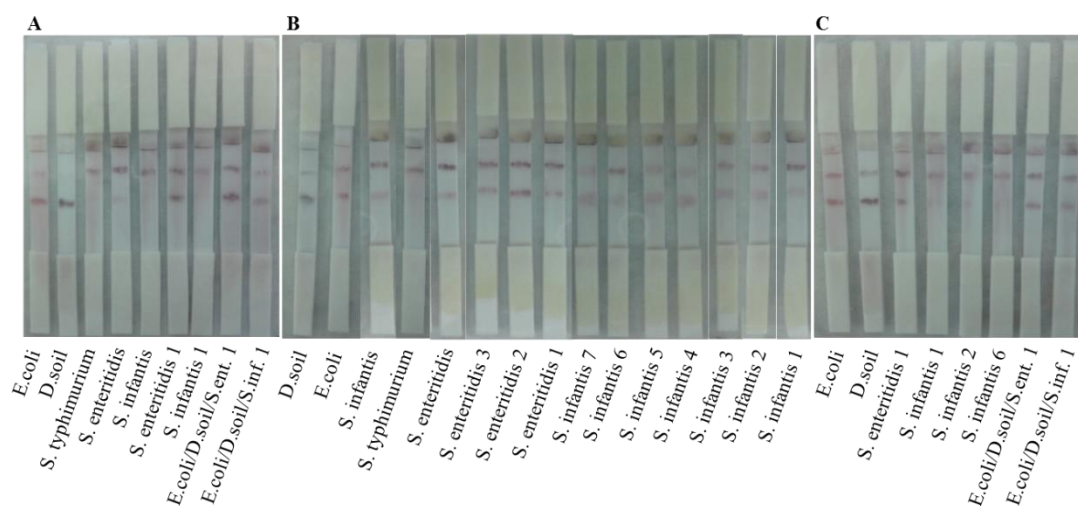 A
B
C
E.coli
D.soil
S. typhimurium
S. enteritidis
S. infantis
S. enteritidis 1
S. infantis 1
E.coli/D.soil/S.ent. 1
E.coli/D.soil/S.inf. 1
D.soil
E.coli
S. infantis
S. typhimurium
S. enteritidis
S. enteritidis 3
S. enteritidis 2
S. enteritidis 1
S. infantis 7
S. infantis 6
S. infantis 5
S. infantis 4
S. infantis 3
S. infantis 2
S. infantis 1
E.coli
D.soil
S. enteritidis 1
S. infantis 1
S. infantis 2
S. infantis 6
E.coli/D.soil/S.ent. 1
E.coli/D.soil/S.inf. 1